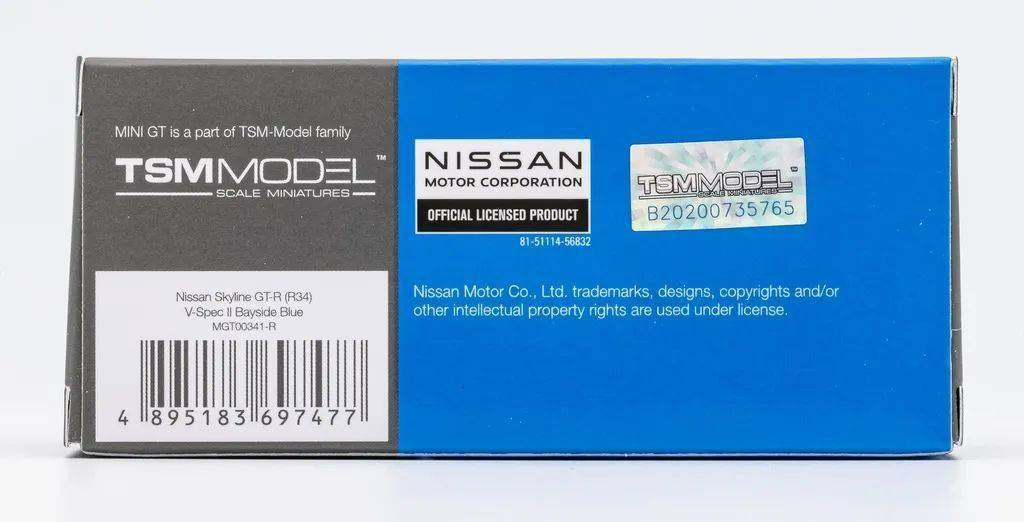 MINI GT is a part of TSM-Model family
TSMMODEL™
SCALE MINIATURES
Nissan Skyline GT-R (R34)
V-Spec II Bayside Blue
MGT00341-R
4 895183 697477
NISSAN
MOTOR CORPORATION
OFFICIAL LICENSED PRODUCT
81-51114-56832
TSMMODEL™
SCALE MINIATURES
B20200735765
Nissan Motor Co., Ltd. trademarks, designs, copyrights and/or
other intellectual property rights are used under license.